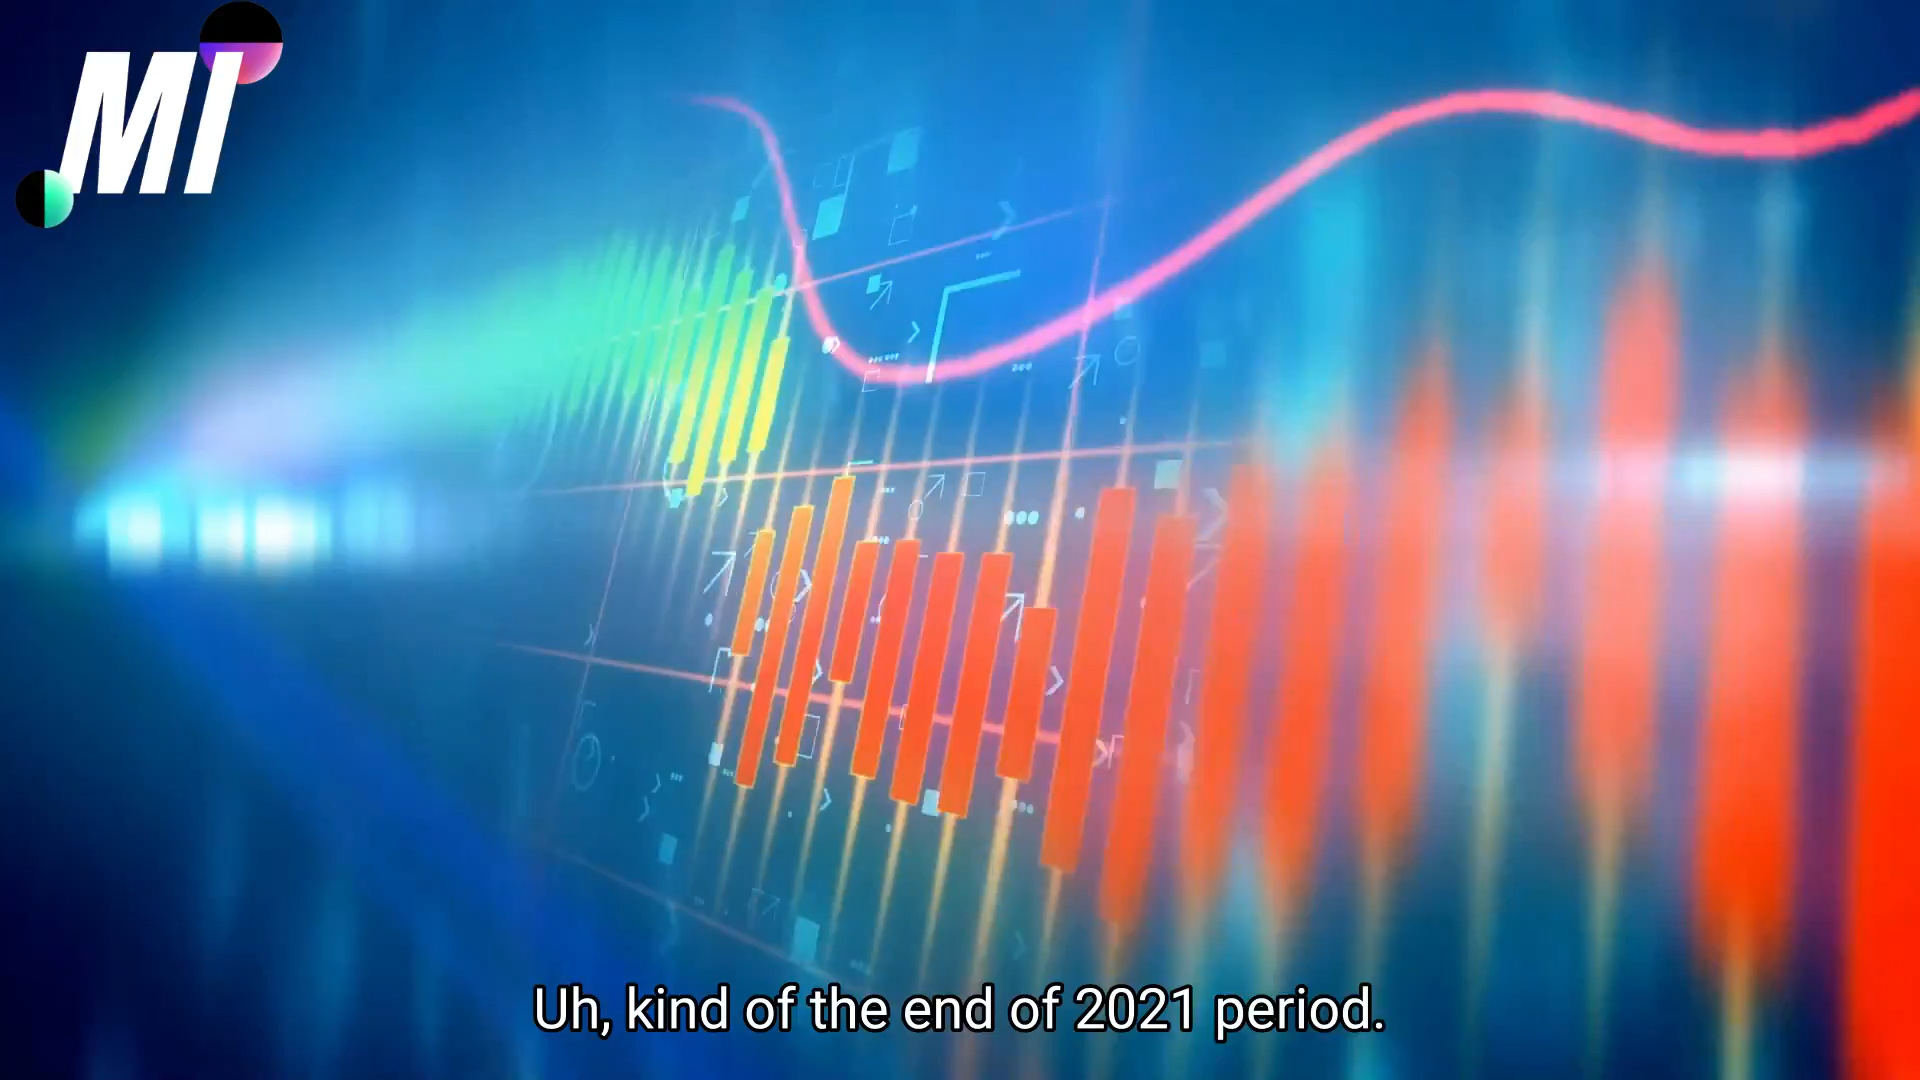 MI
Uh, kind of the end of 2021 period.